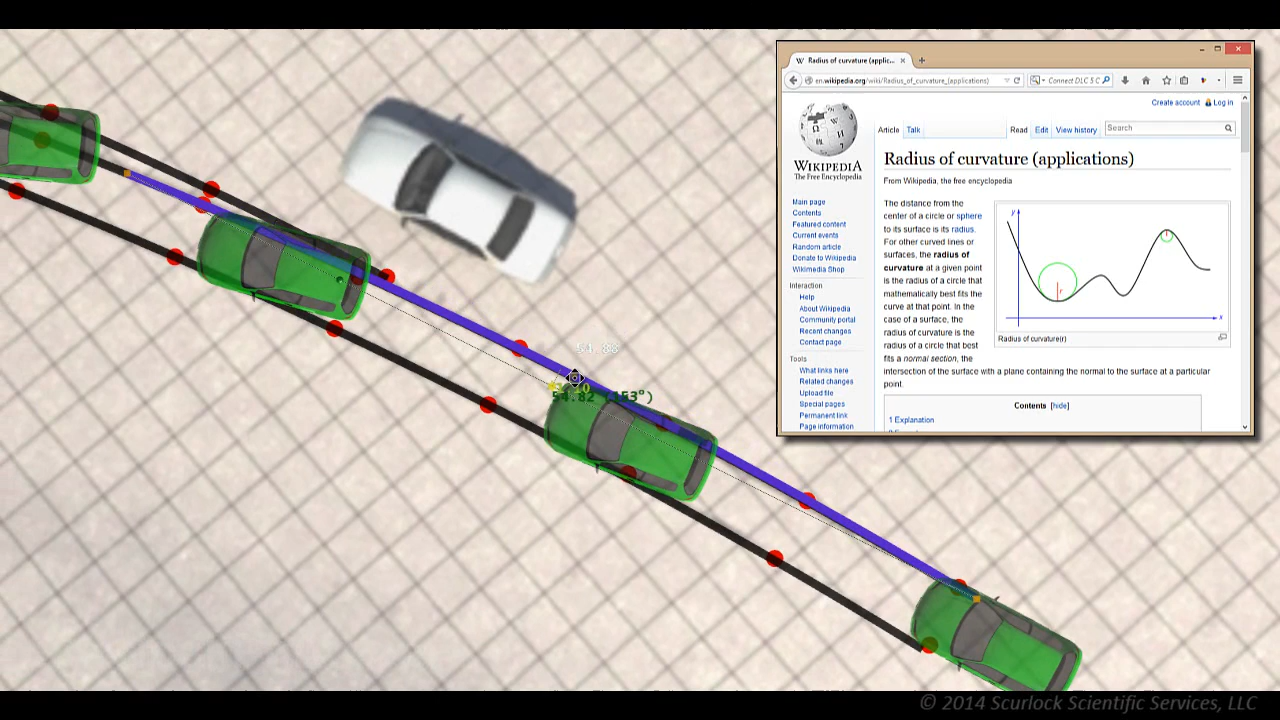 Radius of curvature (applic...
en.wikipedia.org/wiki/Radius_of_curvature_(applications)
Connect DLC 5 C
Create account Log in
Article Talk Read Edit View history Search
WIKIPEDIA
The Free Encyclopedia
Radius of curvature (applications)
From Wikipedia, the free encyclopedia
Main page
Contents
Featured content
Current events
Random article
Donate to Wikipedia
Wikimedia Shop
Interaction
Help
About Wikipedia
Community portal
Recent changes
Contact page
Tools
What links here
Related changes
Upload file
Special pages
Permanent link
Page information
The distance from the
center of a circle or sphere
to its surface is its radius.
For other curved lines or
surfaces, the radius of
curvature at a given point
is the radius of a circle that
mathematically best fits the
curve at that point. In the
case of a surface, the
radius of curvature is the
radius of a circle that best
fits a normal section, the
intersection of the surface with a plane containing the normal to the surface at a particular
point.
y
r
r
x
Radius of curvature(r)
Contents [hide]
1 Explanation
54.88
54.82 (153°)
© 2014 Scurlock Scientific Services, LLC